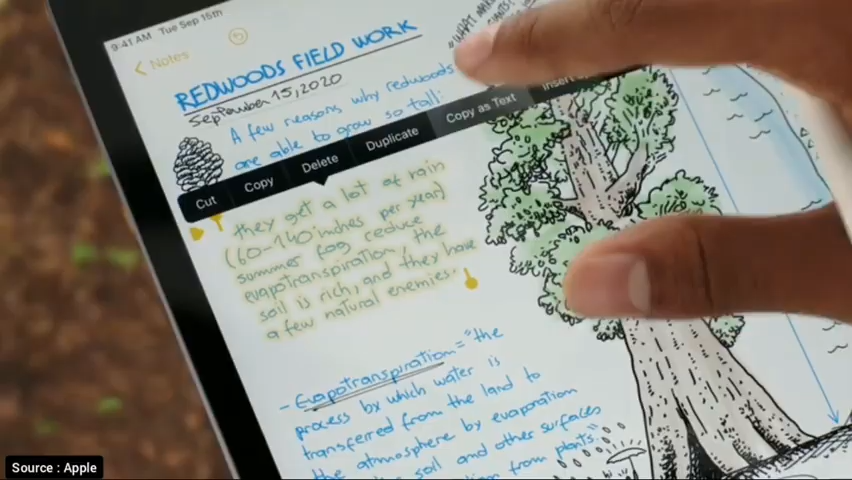 9:41 AM Tue Sep 15th
Notes
REDWOODS FIELD WORK
September 15, 2020
A few reasons why redwoods
are able to grow so tall:
Cut Copy Delete Duplicate Copy as Text Insert
they get a lot of rain
(60-140 inches per year)
summer fog reduce
evapotranspiration, the
soil is rich, and they have
a few natural enemies.
- Evapotranspiration = "the
process by which water is
transferred from the land to
the atmosphere by evaporation
the soil and other surfaces
from plants."
Source : Apple